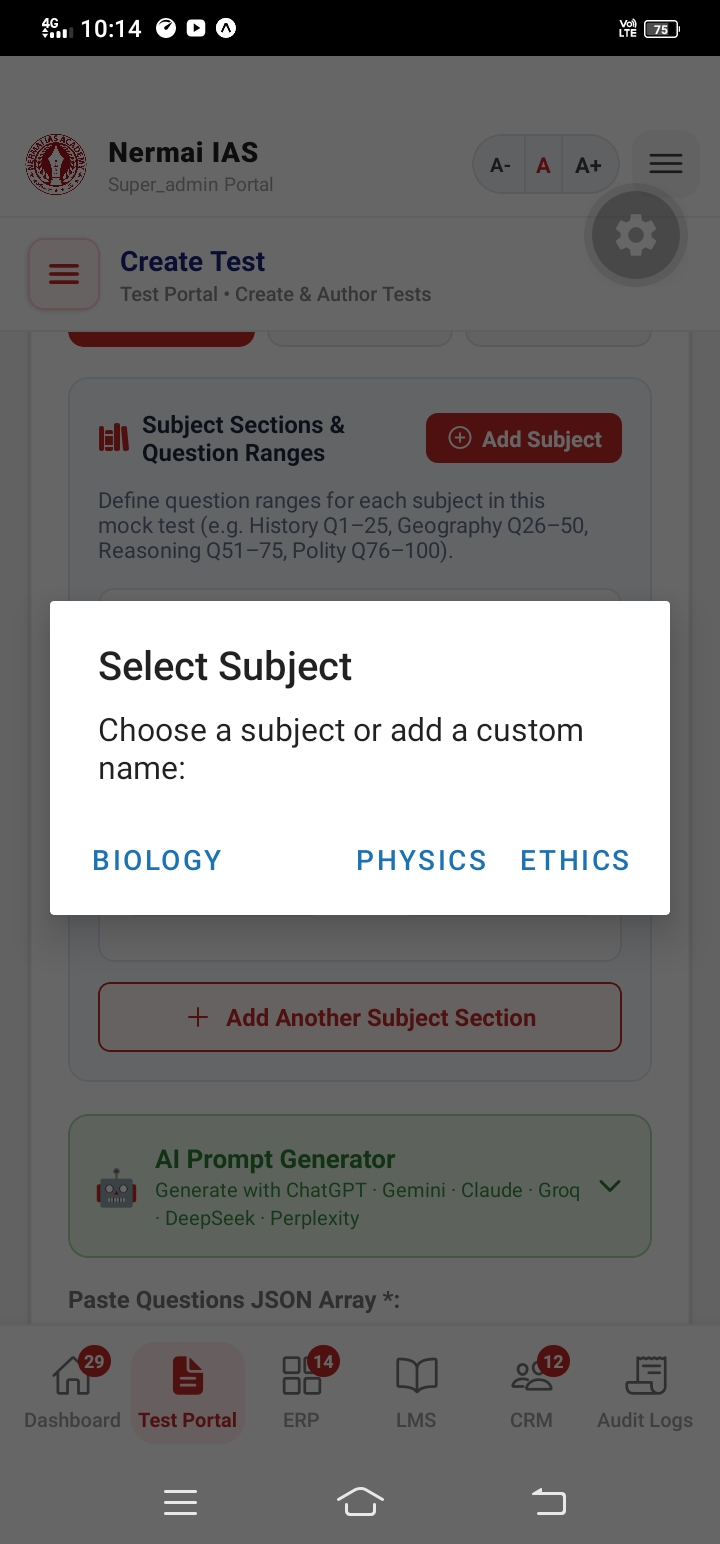 4G 10:14 Vo) LTE 75
Nermai IAS
Super_admin Portal
A- A A+
Create Test
Test Portal • Create & Author Tests
Subject Sections &
Question Ranges
Add Subject
Define question ranges for each subject in this
mock test (e.g. History Q1–25, Geography Q26–50,
Reasoning Q51–75, Polity Q76–100).
Select Subject
Choose a subject or add a custom
name:
BIOLOGY PHYSICS ETHICS
+ Add Another Subject Section
AI Prompt Generator
Generate with ChatGPT · Gemini · Claude · Groq
· DeepSeek · Perplexity
Paste Questions JSON Array *:
29 14 12
Dashboard Test Portal ERP LMS CRM Audit Logs